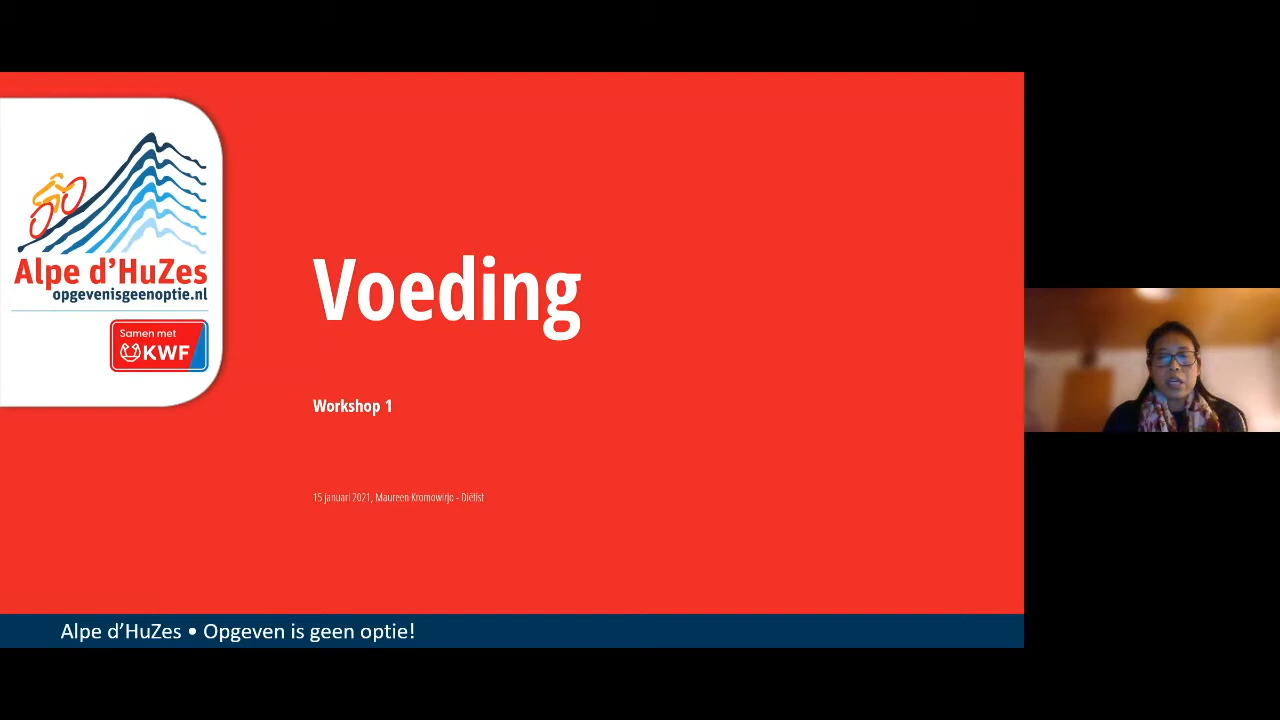 Alpe d'HuZes
opgevenisgeenoptie.nl
Samen met
KWF
Voeding
Workshop 1
15 januari 2021, Maureen Kromowirjo - Diëtist
Alpe d’HuZes • Opgeven is geen optie!